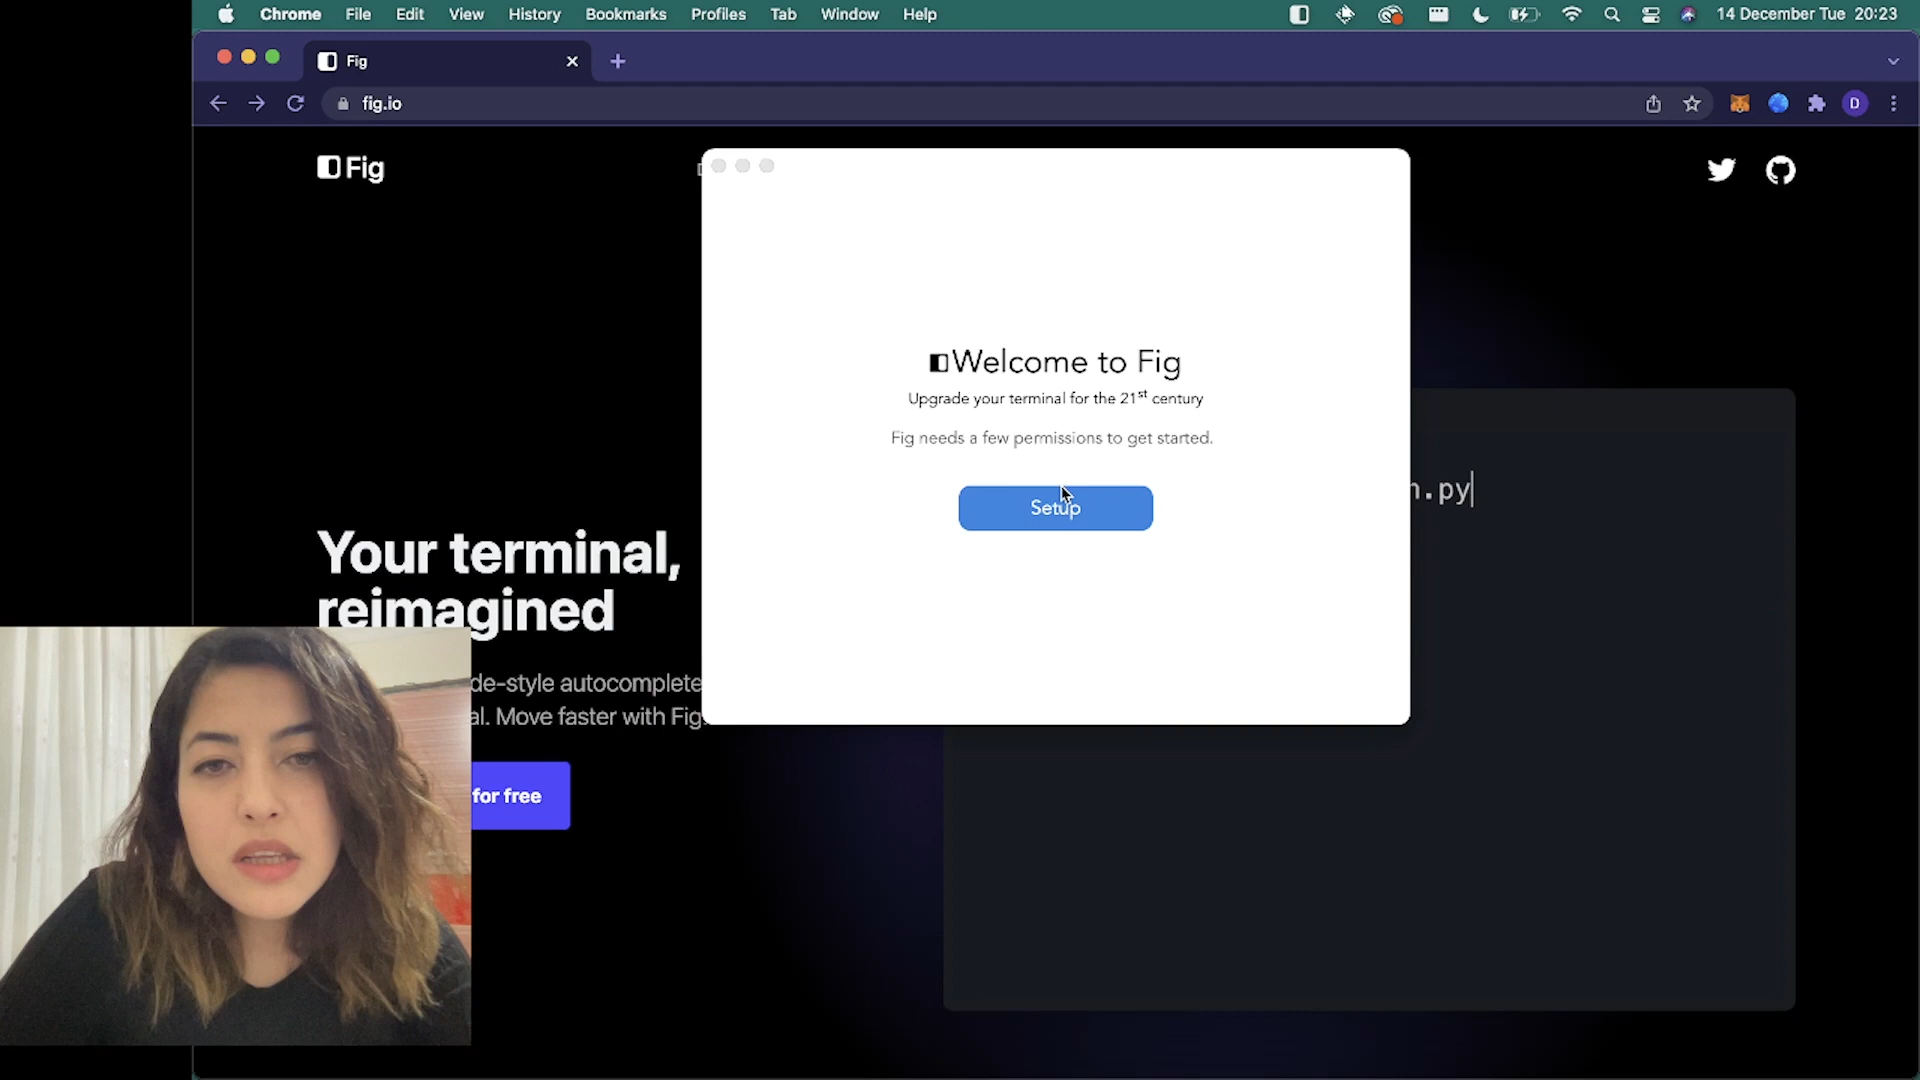 Chrome File Edit View History Bookmarks Profiles Tab Window Help 14 December Tue 20:23
Fig
fig.io D
Fig
Welcome to Fig
Upgrade your terminal for the 21st century
Fig needs a few permissions to get started.
Setup
.py
Your terminal,
reimagined
de-style autocomplete
al. Move faster with Fig.
for free